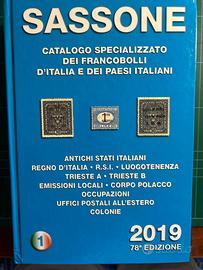 SASSONE
CATALOGO SPECIALIZZATO
DEI FRANCOBOLLI
D'ITALIA E DEI PAESI ITALIANI
ANTICHI STATI ITALIANI
REGNO D'ITALIA • R.S.I. • LUOGOTENENZA
TRIESTE A • TRIESTE B
EMISSIONI LOCALI • CORPO POLACCO
OCCUPAZIONI
UFFICI POSTALI ALL'ESTERO
COLONIE
1
2019
78ª EDIZIONE